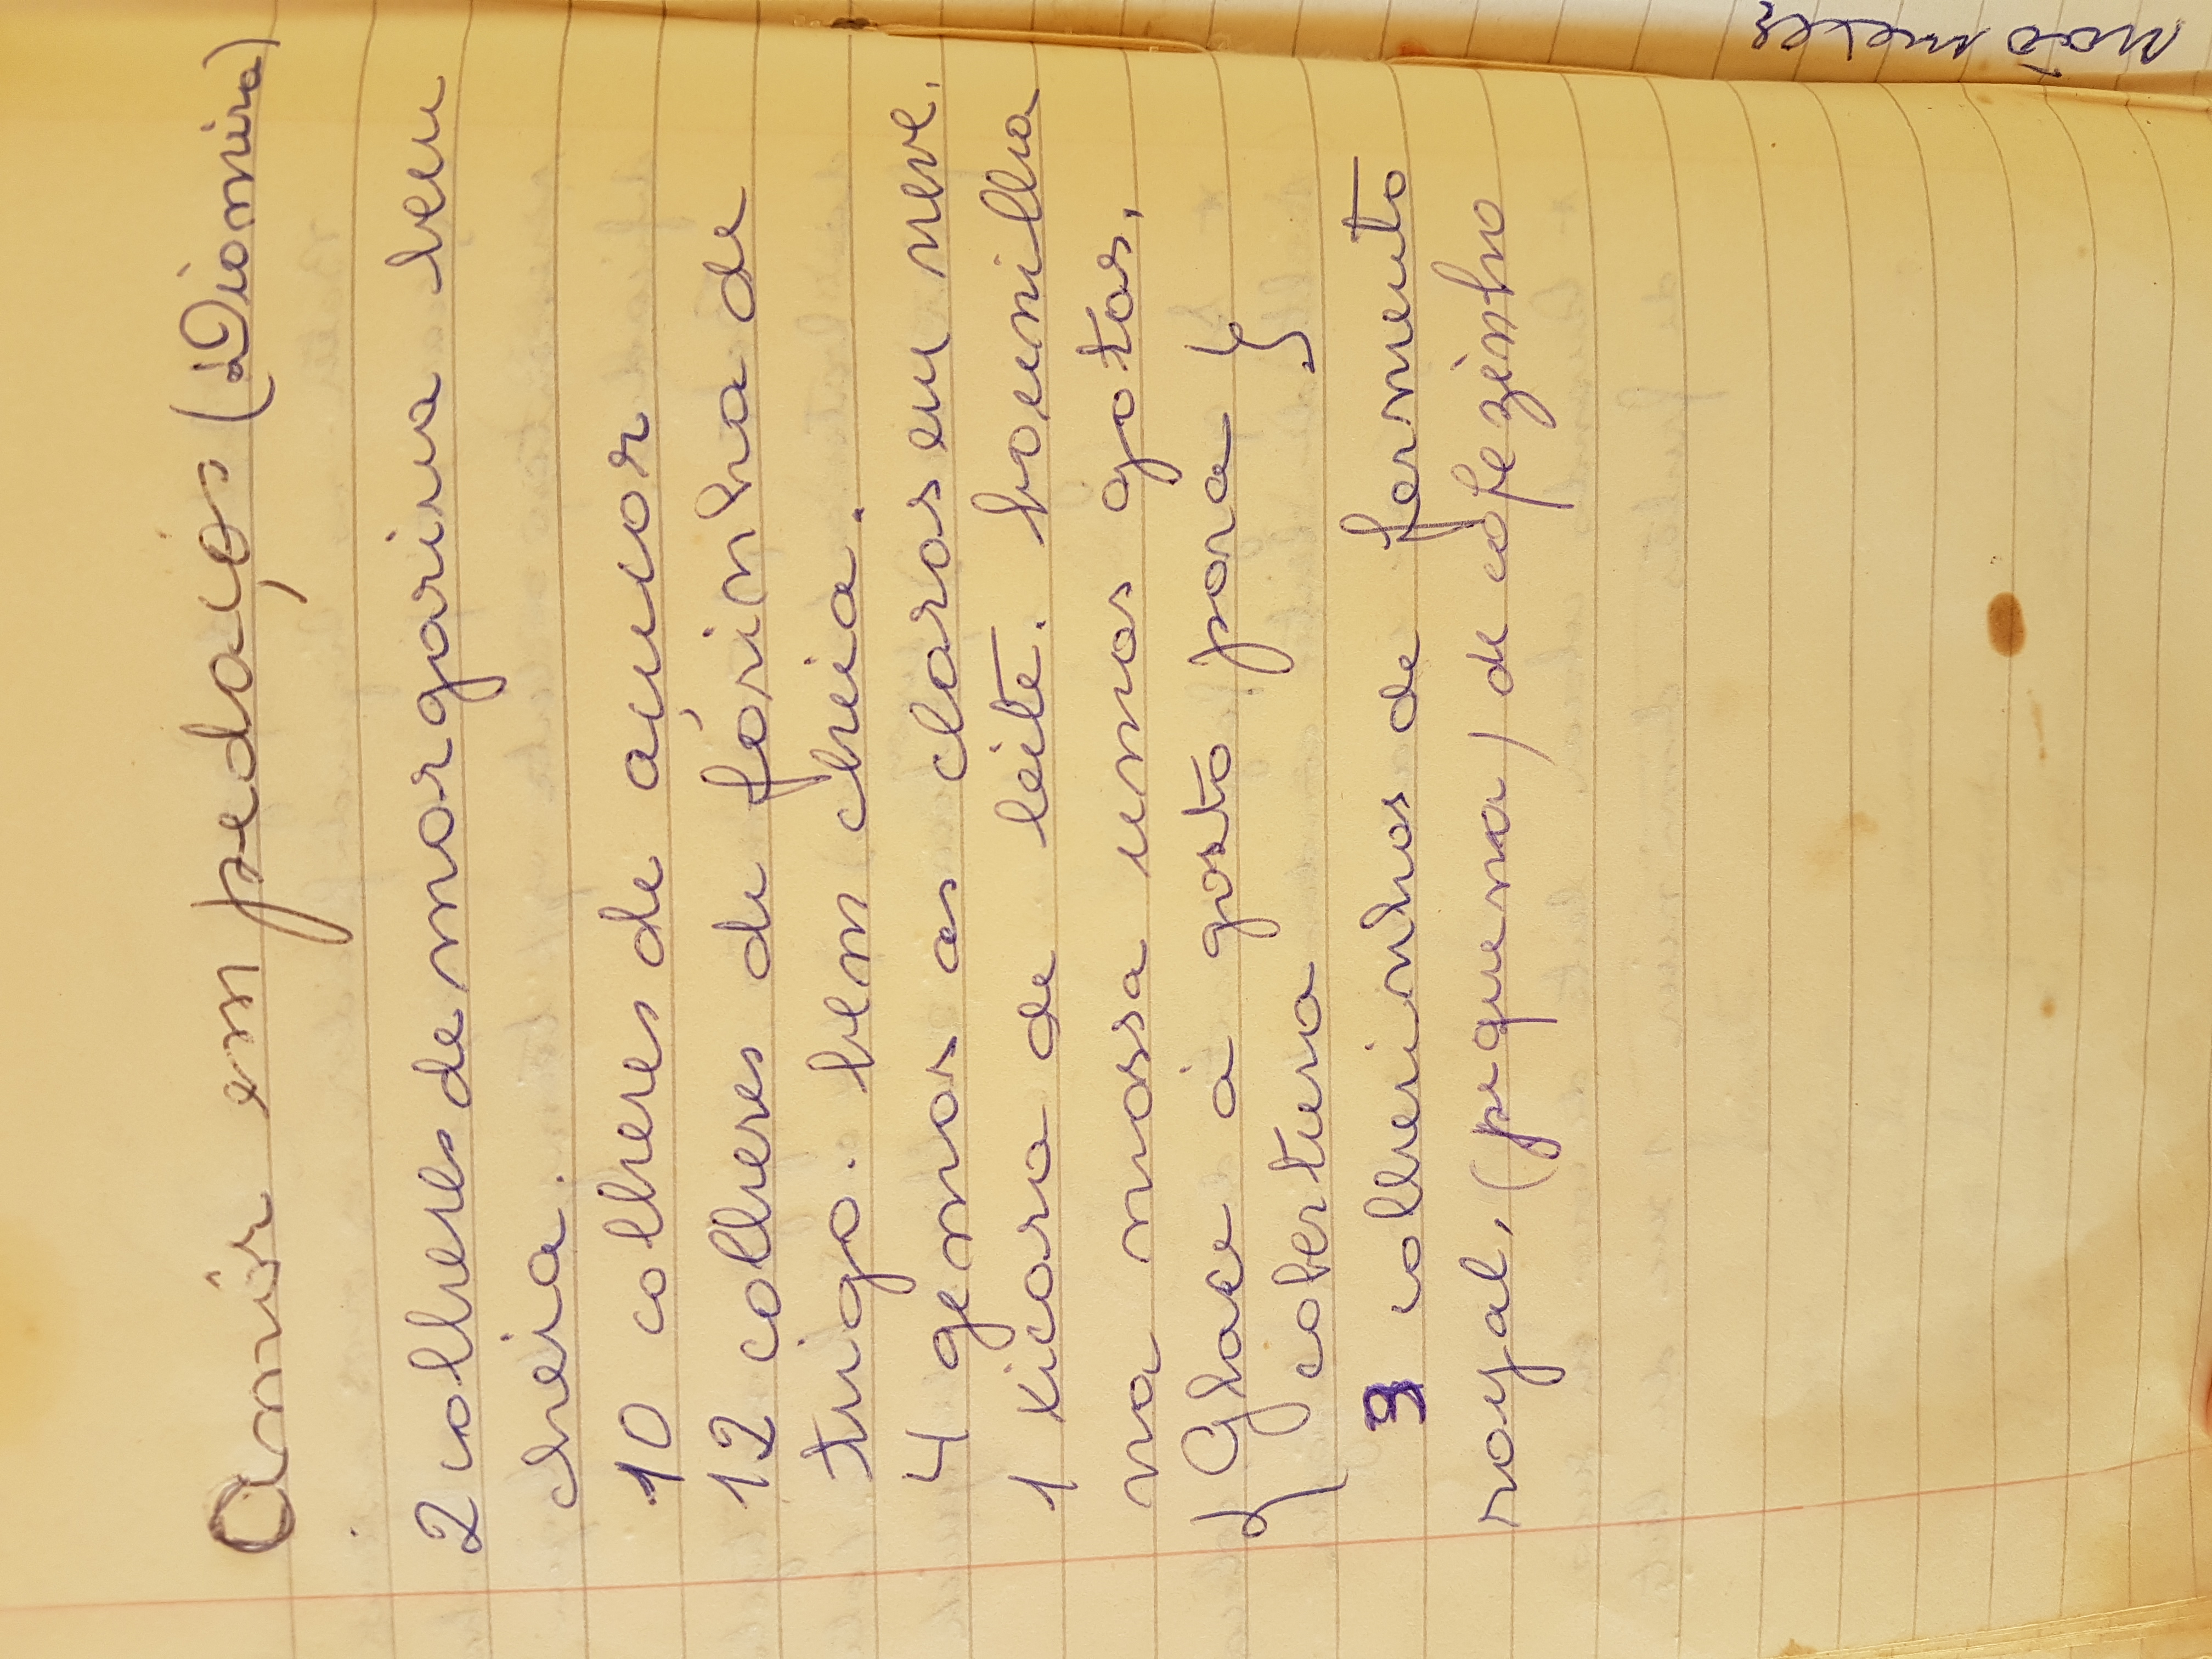 Amôr em pedaços (Diomira)
2 colheres de margarina bem
cheia.
10 colheres de açucar
12 colheres de farinha de
trigo. bem cheia.
4 gemas as claras em neve.
1 xicara de leite. baunilha
na massa umas gotas.
{ Glace à gosto para }
cobertura
3 colherinhas de fermento
royal. (pequena) de cafezinho
não mexer